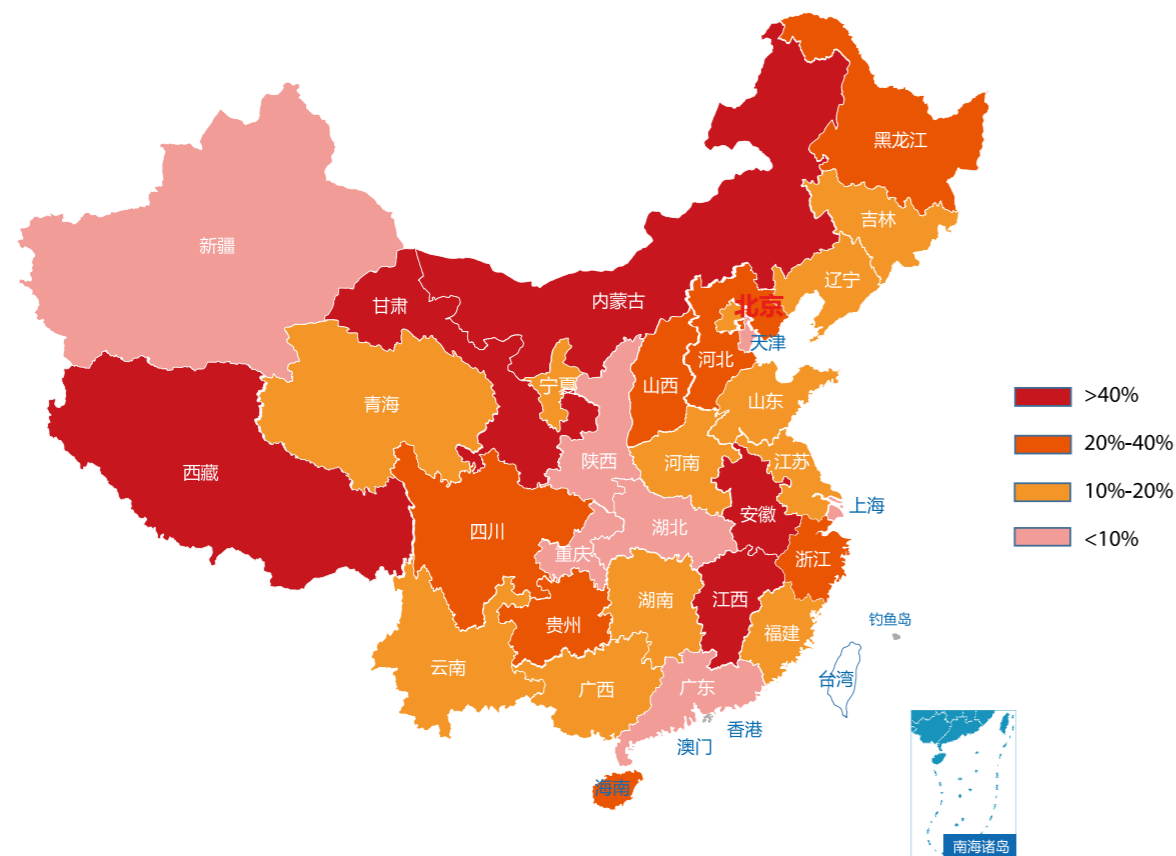 黑龙江
吉林
新疆
辽宁
内蒙古
甘肃
北京
天津
河北
山西
宁夏
青海
山东
陕西
河南
江苏
西藏
上海
安徽
湖北
四川
重庆
浙江
江西
湖南
贵州
福建
钓鱼岛
云南
台湾
广西
广东
香港
澳门
海南
南海诸岛
>40%
20%-40%
10%-20%
<10%